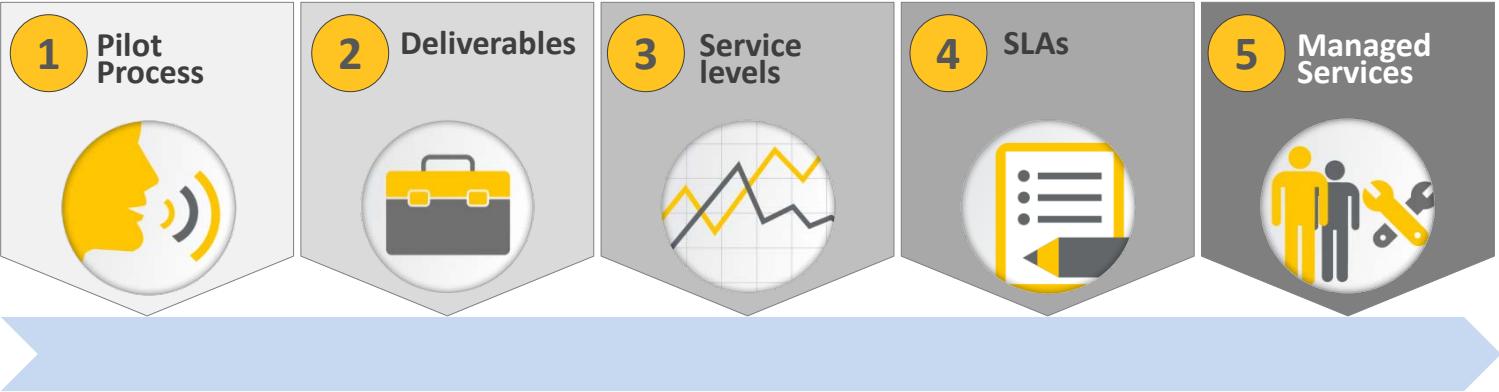 1
Pilot
Process
2
Deliverables
3
Service
levels
4
SLAs
5
Managed
Services